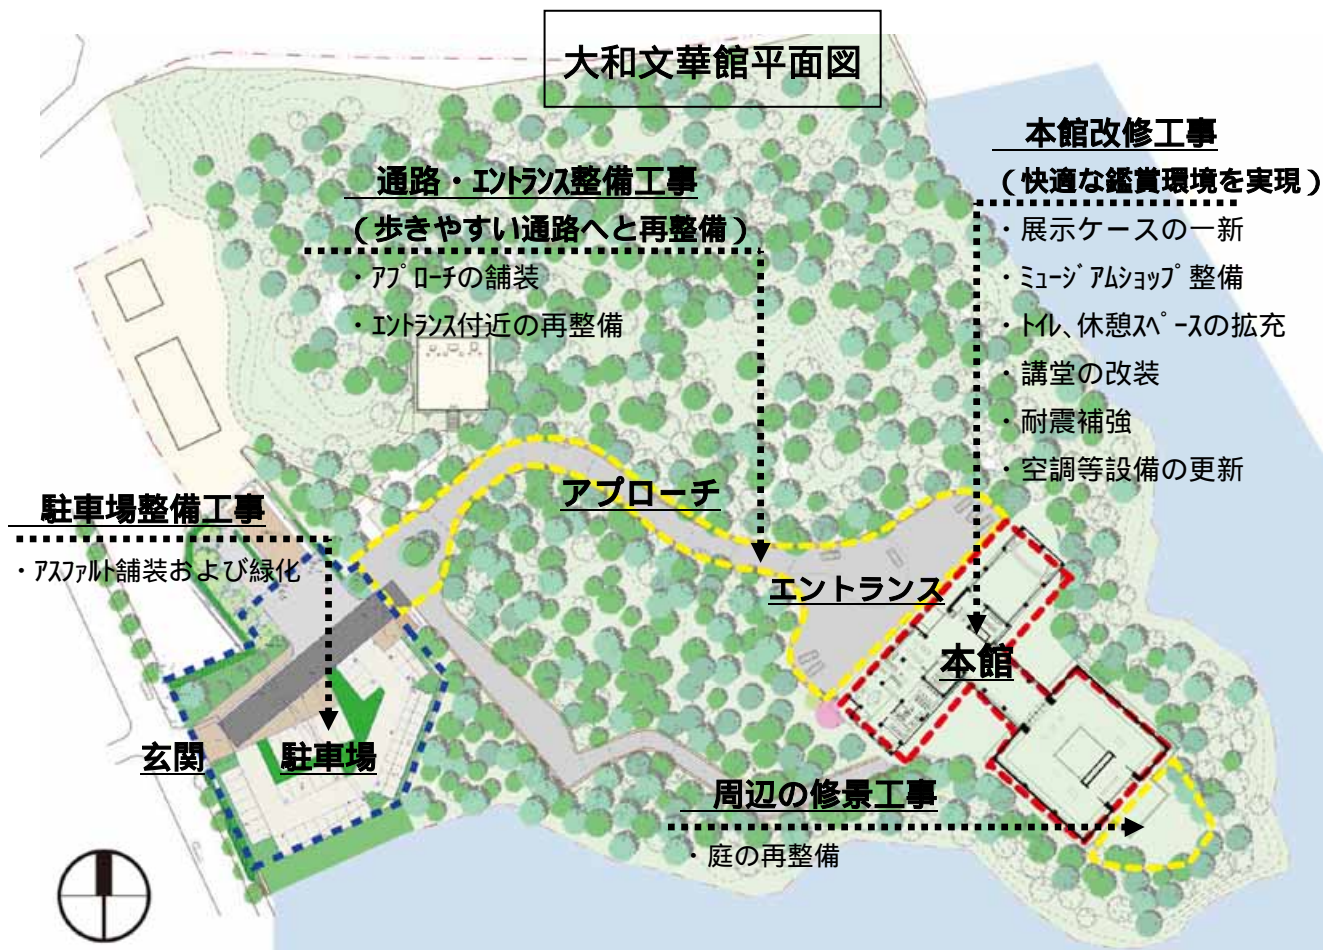 大和文華館平面図
本館改修工事
（快適な鑑賞環境を実現）
・展示ケースの一新
・ﾐｭｰｼﾞｱﾑｼｮｯﾌﾟ整備
・ﾄｲﾚ、休憩ｽﾍﾟｰｽの拡充
・講堂の改装
・耐震補強
・空調等設備の更新
通路・ｴﾝﾄﾗﾝｽ整備工事
（歩きやすい通路へと再整備）
・ｱﾌﾟﾛｰﾁの舗装
・ｴﾝﾄﾗﾝｽ付近の再整備
アプローチ
駐車場整備工事
・ｱｽﾌｧﾙﾄ舗装および緑化
エントランス
本館
玄関
駐車場
周辺の修景工事
・庭の再整備